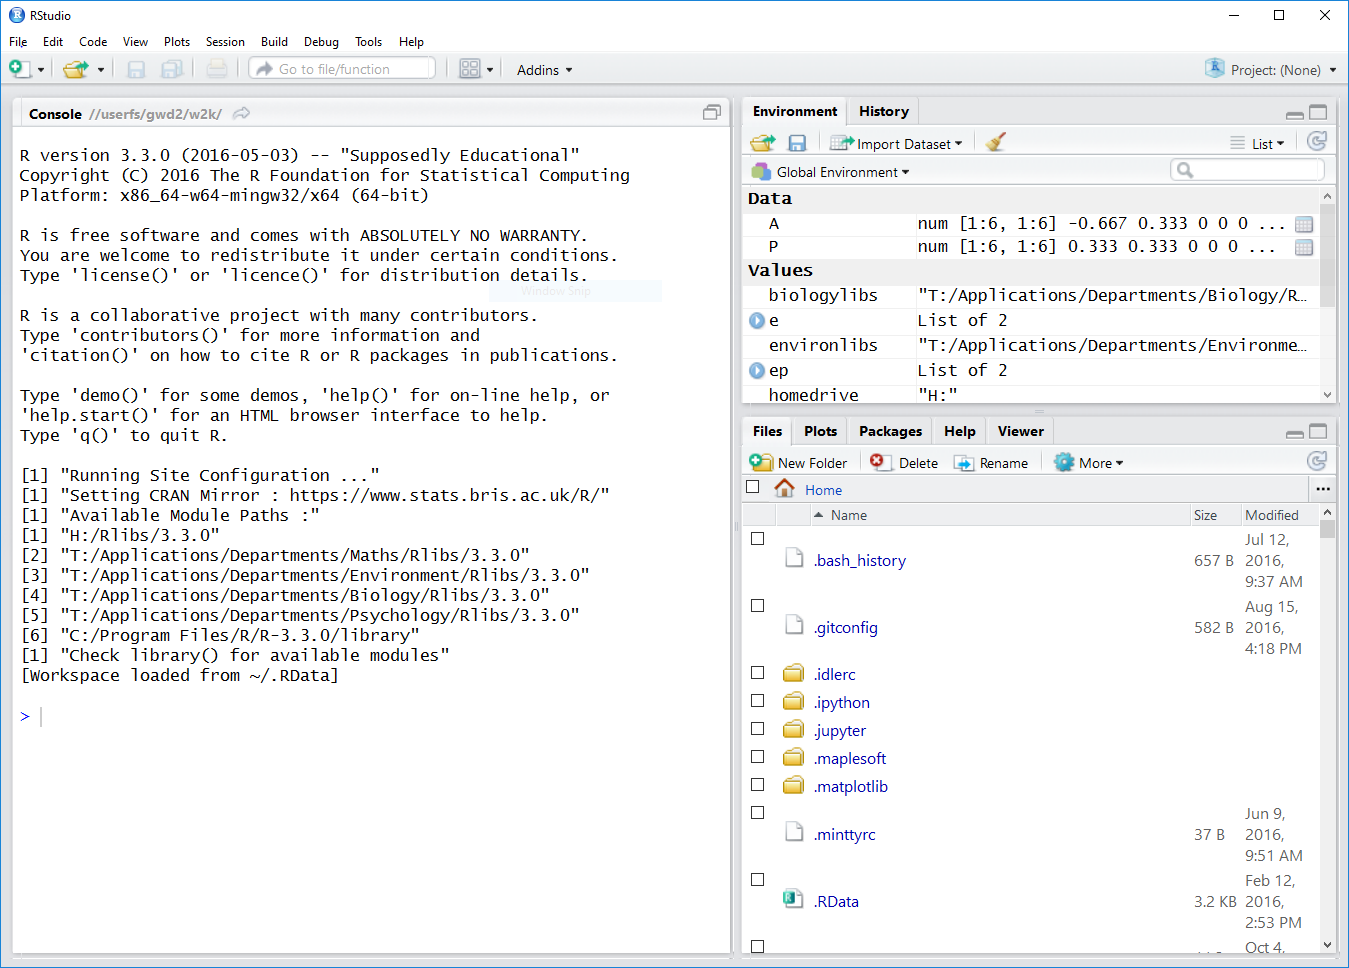 RStudio
File Edit Code View Plots Session Build Debug Tools Help
Go to file/function Addins Project: (None)
Console //userfs/gwd2/w2k/
R version 3.3.0 (2016-05-03) -- "Supposedly Educational"
Copyright (C) 2016 The R Foundation for Statistical Computing
Platform: x86_64-w64-mingw32/x64 (64-bit)
R is free software and comes with ABSOLUTELY NO WARRANTY.
You are welcome to redistribute it under certain conditions.
Type 'license()' or 'licence()' for distribution details.
Window Snip
R is a collaborative project with many contributors.
Type 'contributors()' for more information and
'citation()' on how to cite R or R packages in publications.
Type 'demo()' for some demos, 'help()' for on-line help, or
'help.start()' for an HTML browser interface to help.
Type 'q()' to quit R.
[1] "Running Site Configuration ..."
[1] "Setting CRAN Mirror : https://www.stats.bris.ac.uk/R/"
[1] "Available Module Paths :"
[1] "H:/Rlibs/3.3.0"
[2] "T:/Applications/Departments/Maths/Rlibs/3.3.0"
[3] "T:/Applications/Departments/Environment/Rlibs/3.3.0"
[4] "T:/Applications/Departments/Biology/Rlibs/3.3.0"
[5] "T:/Applications/Departments/Psychology/Rlibs/3.3.0"
[6] "C:/Program Files/R/R-3.3.0/library"
[1] "Check library() for available modules"
[Workspace loaded from ~/.RData]
>
Environment History
Import Dataset List
Global Environment
Data
A num [1:6, 1:6] -0.667 0.333 0 0 0 ...
P num [1:6, 1:6] 0.333 0.333 0 0 0 ...
Values
biologylibs "T:/Applications/Departments/Biology/R…
e List of 2
environlibs "T:/Applications/Departments/Environme…
ep List of 2
homedrive "H:"
Files Plots Packages Help Viewer
New Folder Delete Rename More
Home ...
Name Size Modified
.bash_history 657 B Jul 12, 2016, 9:37 AM
.gitconfig 582 B Aug 15, 2016, 4:18 PM
.idlerc
.ipython
.jupyter
.maplesoft
.matplotlib
.minttyrc 37 B Jun 9, 2016, 9:51 AM
.RData 3.2 KB Feb 12, 2016, 2:53 PM
Oct 4,